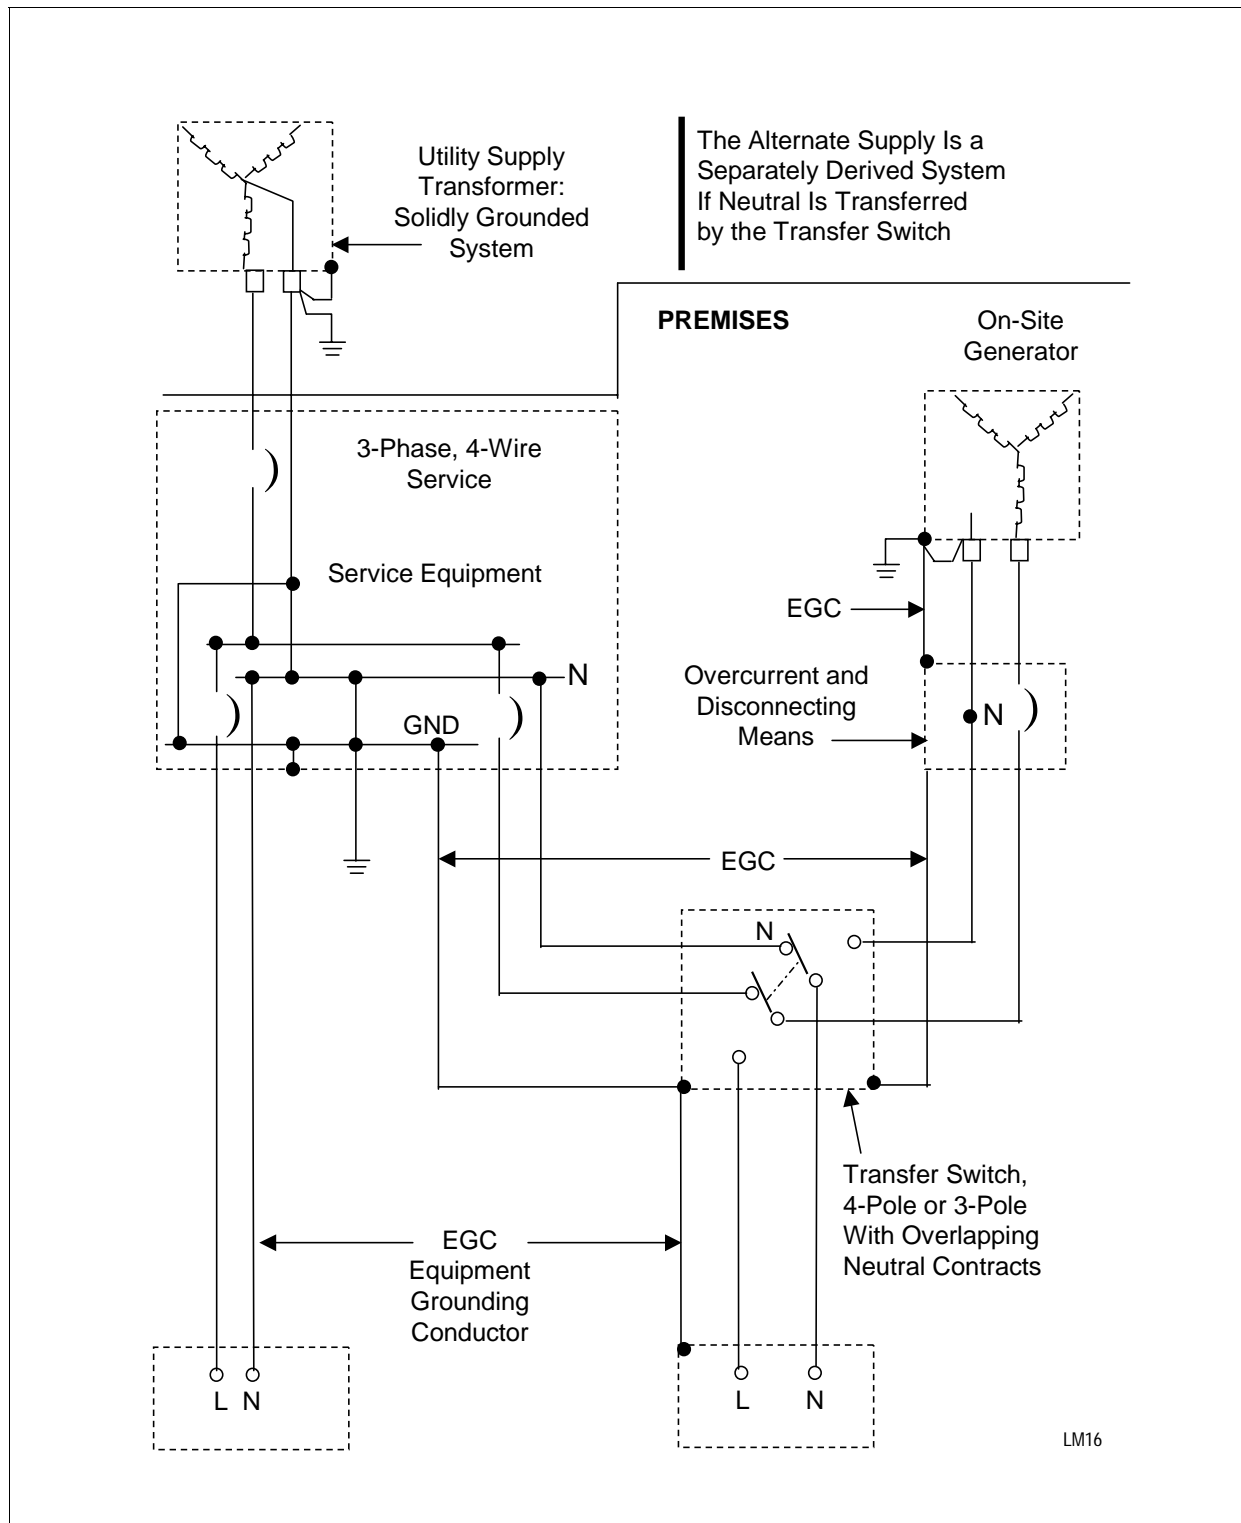 Utility Supply
Transformer:
Solidly Grounded
System
The Alternate Supply Is a
Separately Derived System
If Neutral Is Transferred
by the Transfer Switch
PREMISES
On-Site
Generator
3-Phase, 4-Wire
Service
Service Equipment
EGC
N
GND
Overcurrent and
Disconnecting
Means
N
EGC
N
Transfer Switch,
4-Pole or 3-Pole
With Overlapping
Neutral Contracts
EGC
Equipment
Grounding
Conductor
L N
L N
LM16